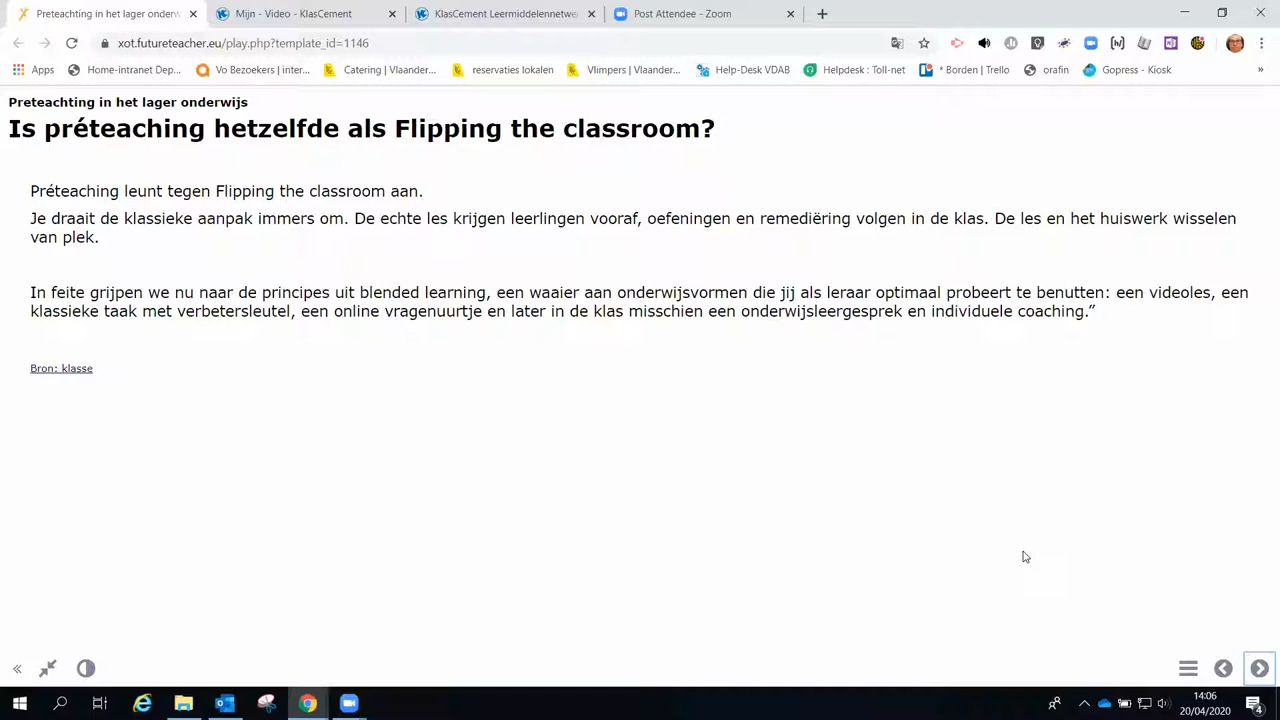 Preteachting in het lager onderw
Mijn - Video - KlasCement
KlasCement Leermiddelennetwe
Post Attendee - Zoom
xot.futureteacher.eu/play.php?template_id=1146
Apps
Home-intranet Dep...
Vo Bezoekers | inter...
Catering | Vlaander...
reservaties lokalen
Vlimpers | Vlaander...
Help-Desk VDAB
Helpdesk : Toll-net
* Borden | Trello
orafin
Gopress - Kiosk
»
Preteachting in het lager onderwijs
Is préteaching hetzelfde als Flipping the classroom?
Préteaching leunt tegen Flipping the classroom aan.
Je draait de klassieke aanpak immers om. De echte les krijgen leerlingen vooraf, oefeningen en remediëring volgen in de klas. De les en het huiswerk wisselen
van plek.
In feite grijpen we nu naar de principes uit blended learning, een waaier aan onderwijsvormen die jij als leraar optimaal probeert te benutten: een videoles, een
klassieke taak met verbetersleutel, een online vragenuurtje en later in de klas misschien een onderwijsleergesprek en individuele coaching.”
Bron: klasse
14:06
20/04/2020
4